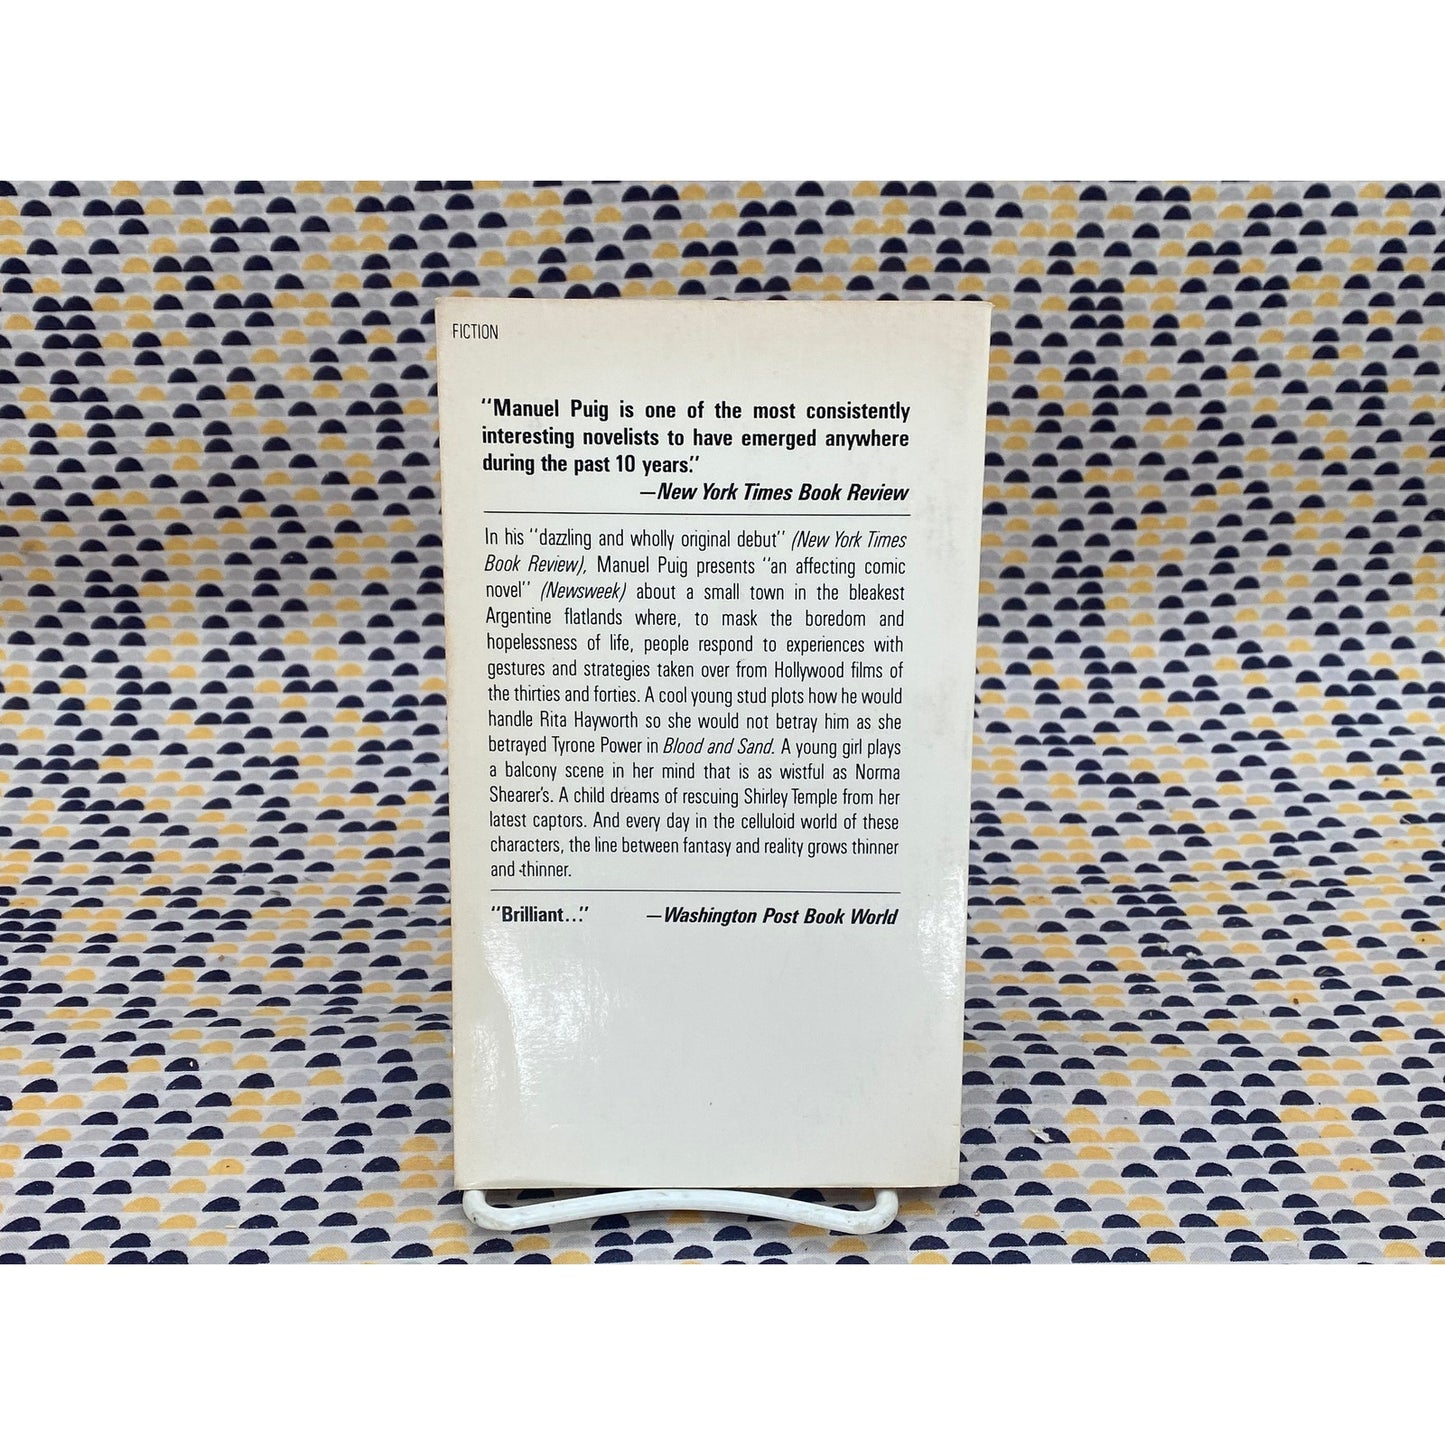 FICTION
"Manuel Puig is one of the most consistently
interesting novelists to have emerged anywhere
during the past 10 years."
—New York Times Book Review
In his "dazzling and wholly original debut" (New York Times
Book Review), Manuel Puig presents "an affecting comic
novel" (Newsweek) about a small town in the bleakest
Argentine flatlands where, to mask the boredom and
hopelessness of life, people respond to experiences with
gestures and strategies taken over from Hollywood films of
the thirties and forties. A cool young stud plots how he would
handle Rita Hayworth so she would not betray him as she
betrayed Tyrone Power in Blood and Sand. A young girl plays
a balcony scene in her mind that is as wistful as Norma
Shearer's. A child dreams of rescuing Shirley Temple from her
latest captors. And every day in the celluloid world of these
characters, the line between fantasy and reality grows thinner
and thinner.
"Brilliant..." —Washington Post Book World